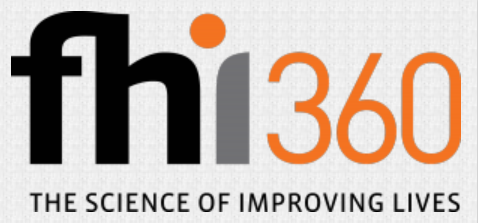 fhi360
THE SCIENCE OF IMPROVING LIVES